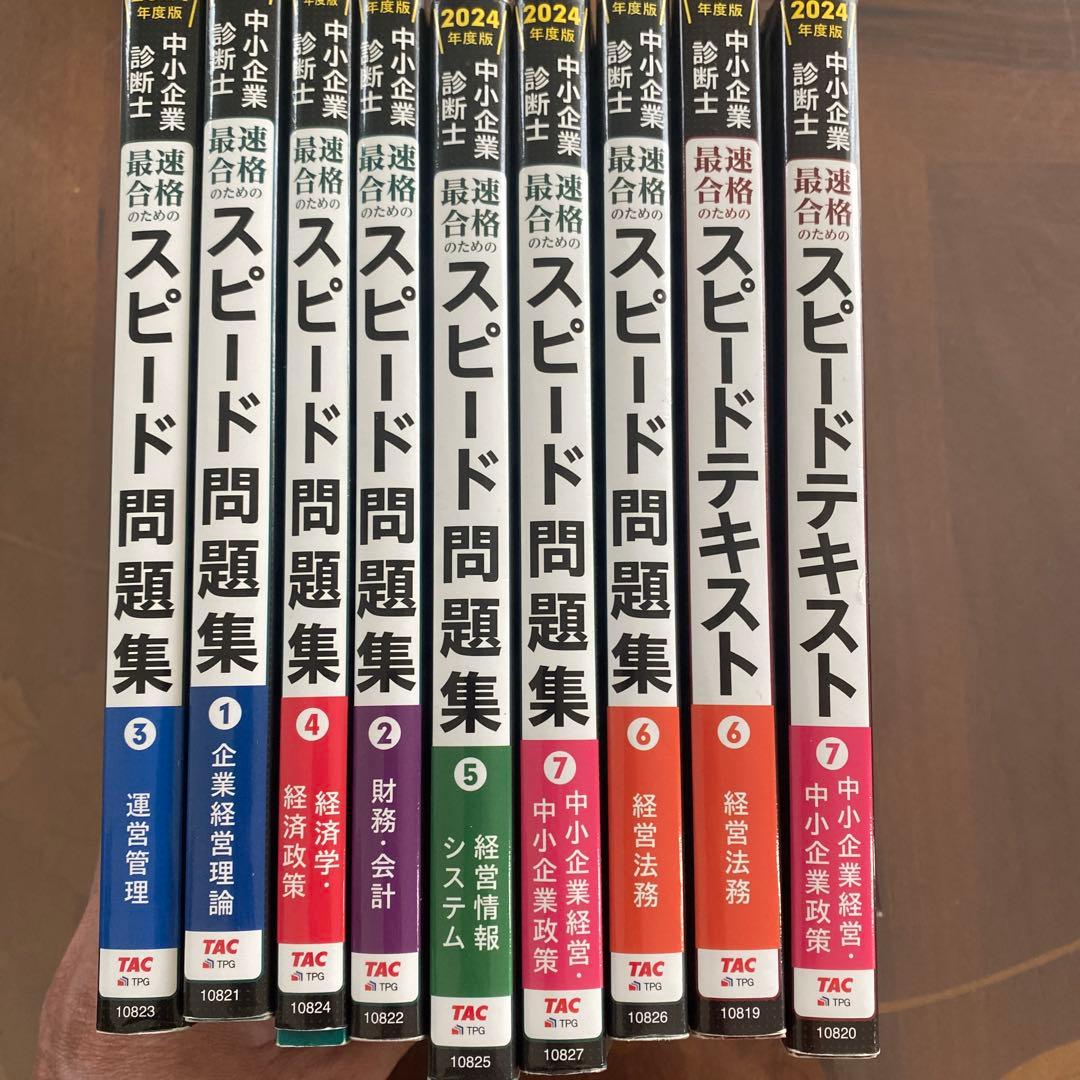 年度版
中小企業
診断士
最速
合格のための
スピード問題集
3
運営管理
TAC
TPG
10823
中小企業
診断士
最速
合格のための
スピード問題集
1
企業経営理論
TAC
TPG
10821
年度版
中小企業
診断士
最速
合格のための
スピード問題集
4
経済学・
経済政策
TAC
TPG
10824
年度版
中小企業
診断士
最速
合格のための
スピード問題集
2
財務・会計
TAC
TPG
10822
2024
年度版
中小企業
診断士
最速
合格のための
スピード問題集
5
経営情報
システム
TAC
TPG
10825
2024
年度版
中小企業
診断士
最速
合格のための
スピード問題集
7
中小企業経営・
中小企業政策
TAC
TPG
10827
年度版
中小企業
診断士
最速
合格のための
スピード問題集
6
経営法務
TAC
TPG
10826
年度版
中小企業
診断士
最速
合格のための
スピードテキスト
6
経営法務
TAC
TPG
10819
2024
年度版
中小企業
診断士
最速
合格のための
スピードテキスト
7
中小企業経営・
中小企業政策
TAC
TPG
10820